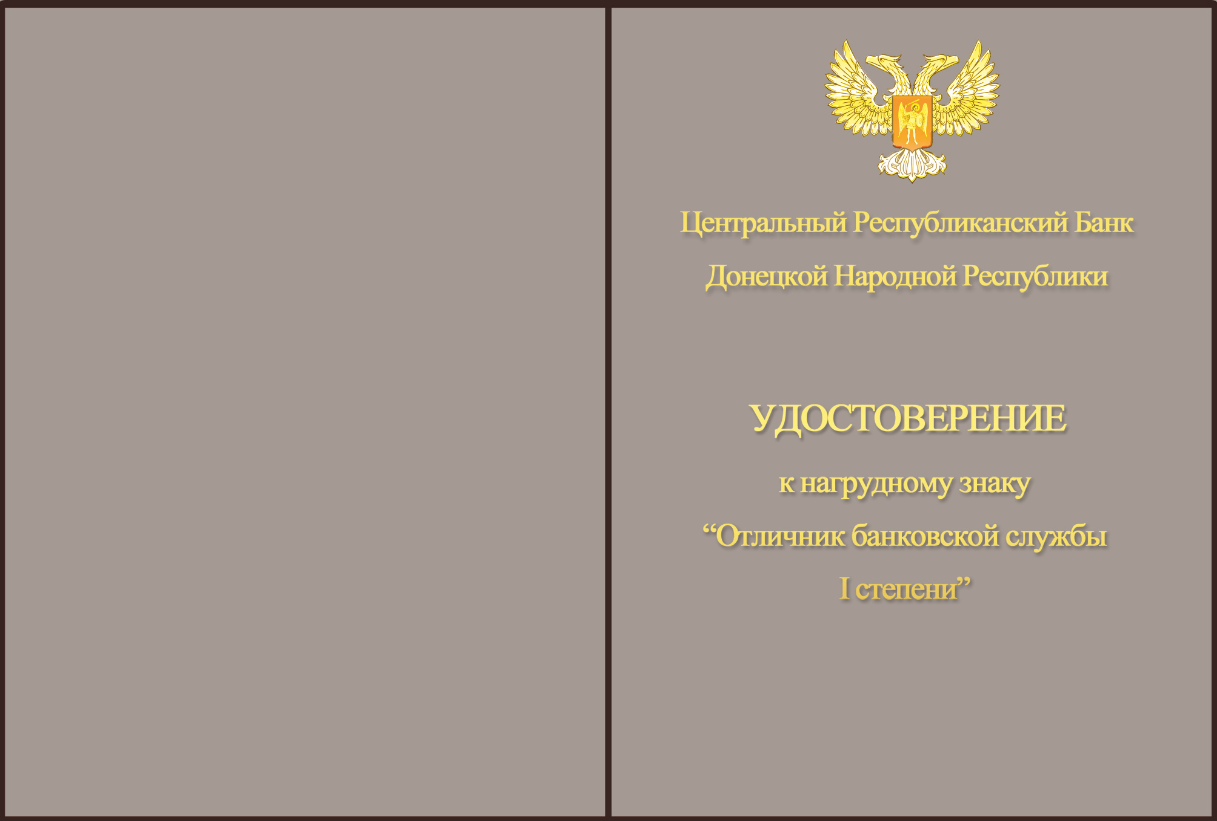 Центральный Республиканский Банк
Донецкой Народной Республики
УДОСТОВЕРЕНИЕ
к нагрудному знаку
“Отличник банковской службы
I степени”